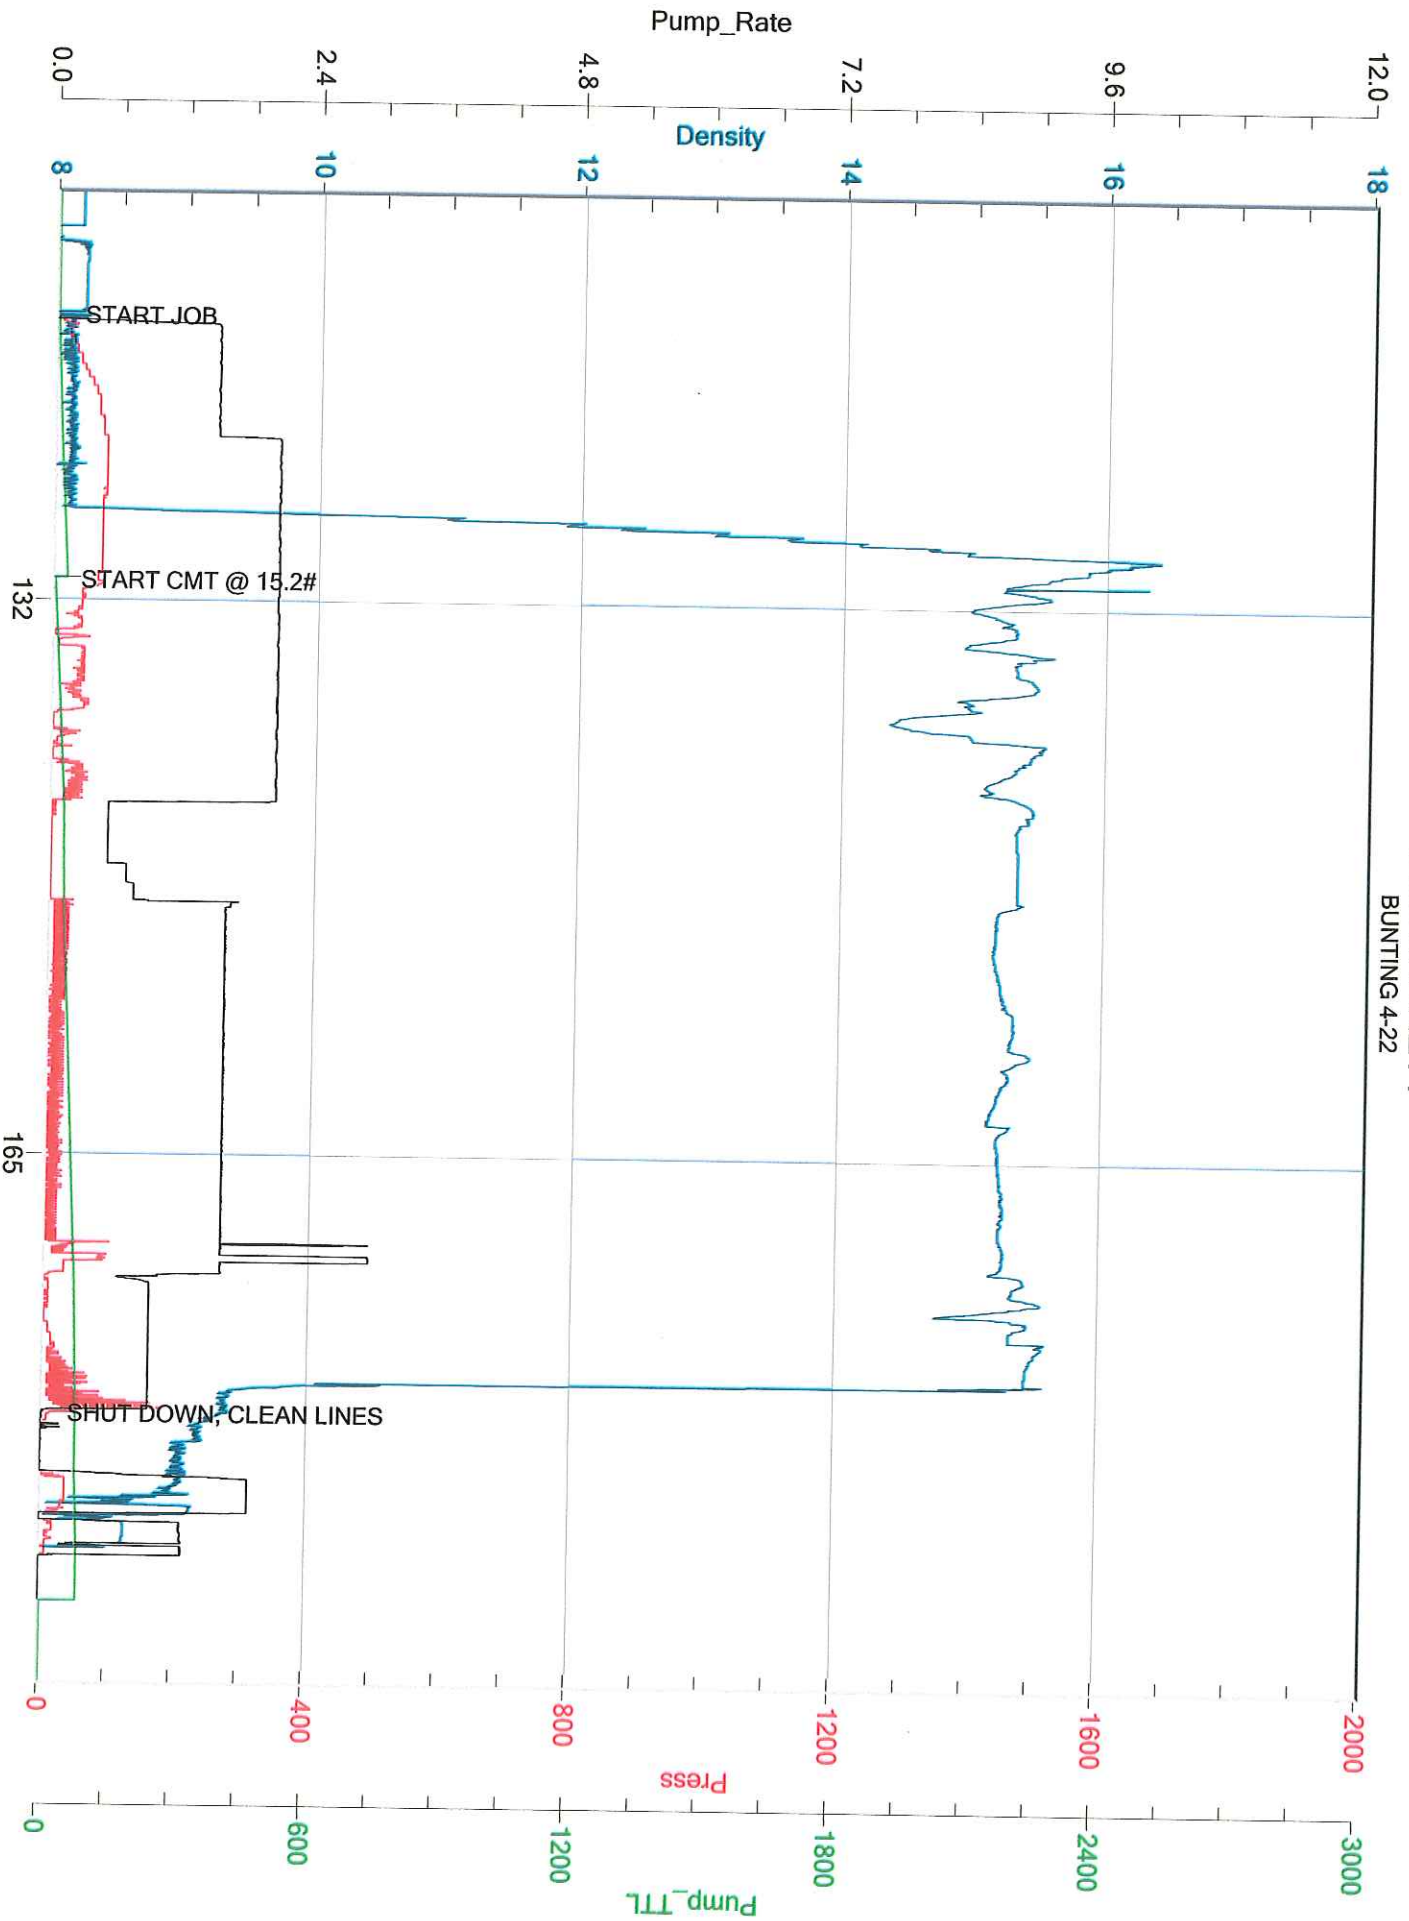 Pump_Rate
0.0 2.4 4.8 7.2 9.6 12.0
Density
8 10 12 14 16 18
START JOB
START CMT @ 15.2#
132
BUNTING 4-22
165
SHUT DOWN, CLEAN LINES
0 400 800 1200 1600 2000
Press
0 600 1200 1800 2400 3000
Pump_TTL